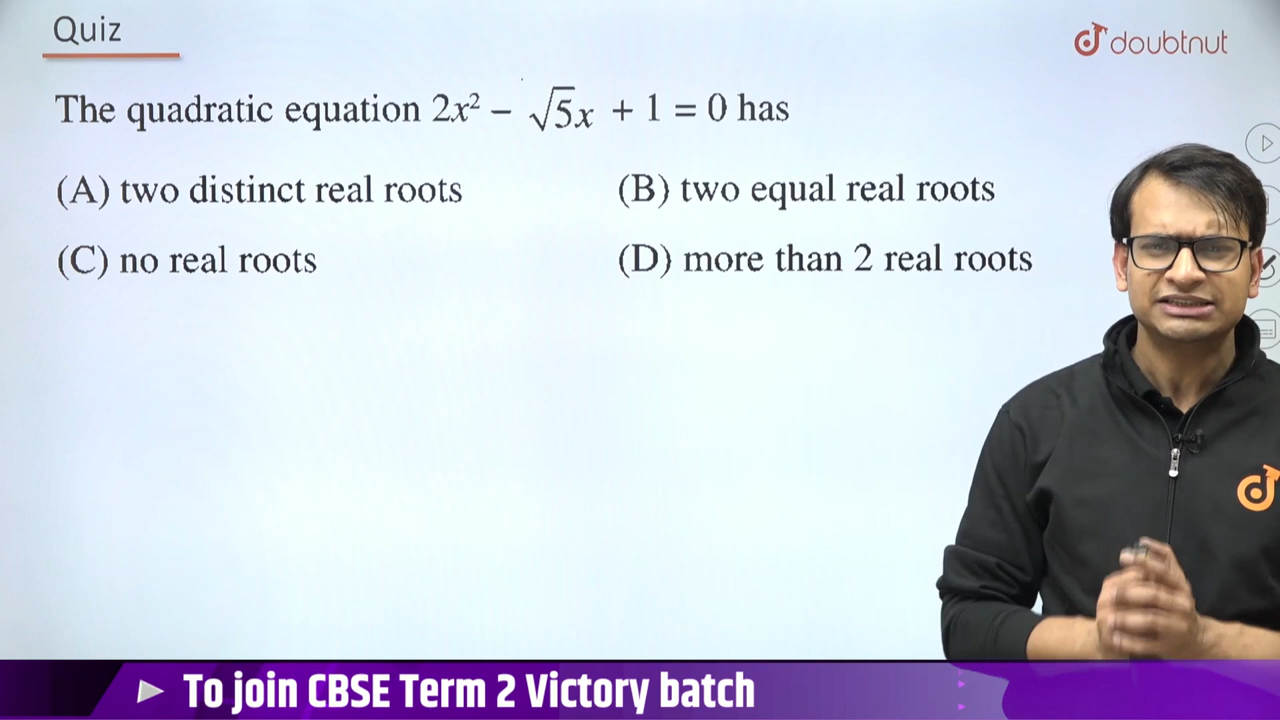 Quiz
doubtnut
The quadratic equation 2x² – √5x + 1 = 0 has
(A) two distinct real roots
(B) two equal real roots
(C) no real roots
(D) more than 2 real roots
To join CBSE Term 2 Victory batch